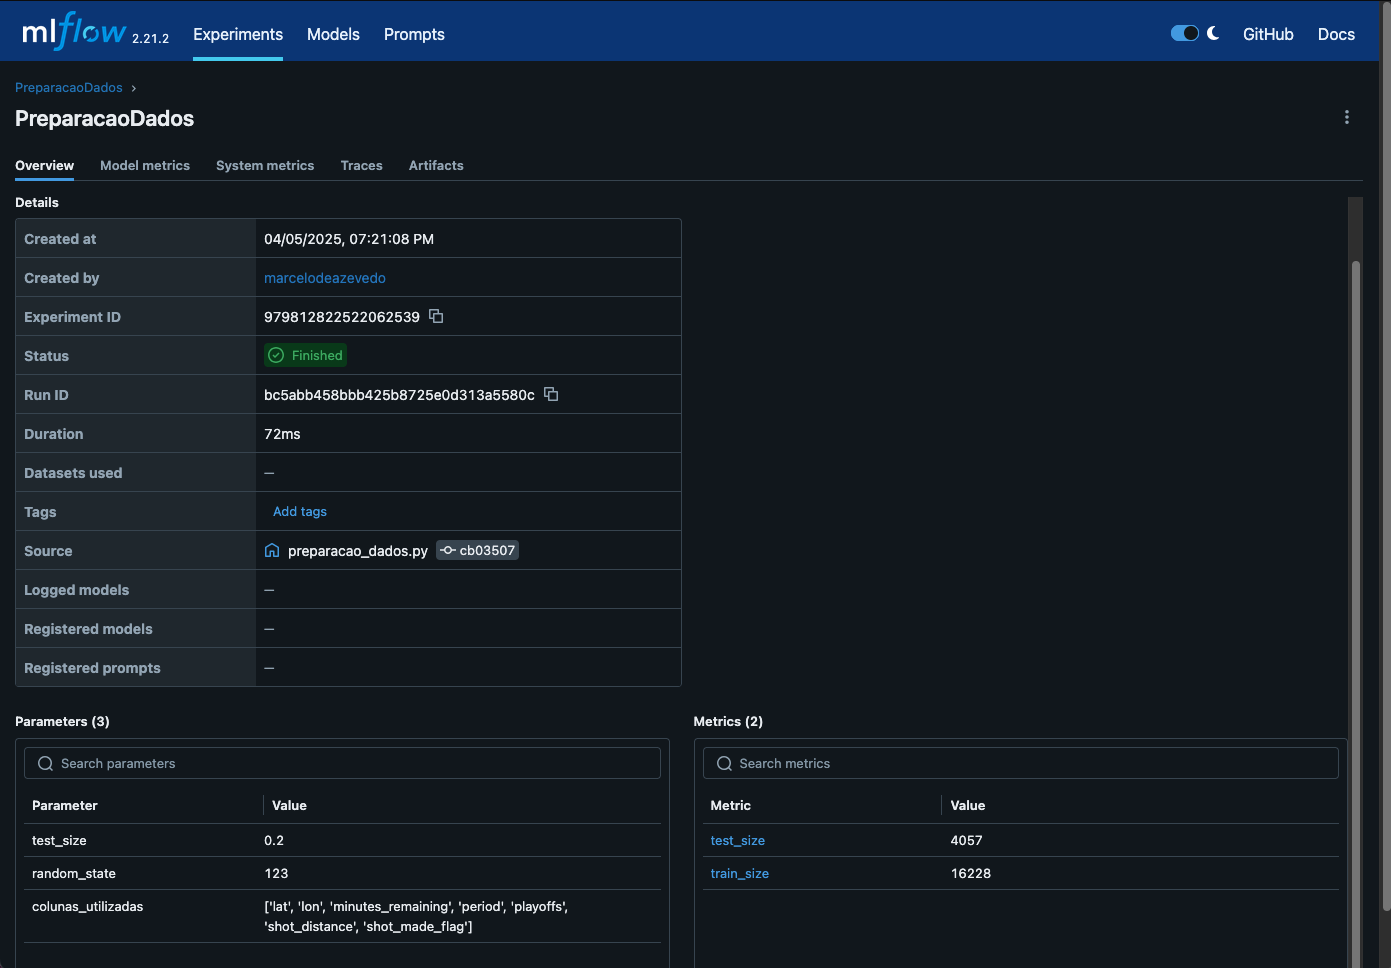 mlflow 2.21.2 Experiments Models Prompts GitHub Docs
PreparacaoDados
PreparacaoDados
Overview Model metrics System metrics Traces Artifacts
Details
Created at 04/05/2025, 07:21:08 PM
Created by marcelodeazevedo
Experiment ID 979812822522062539
Status Finished
Run ID bc5abb458bbb425b8725e0d313a5580c
Duration 72ms
Datasets used —
Tags Add tags
Source preparacao_dados.py cb03507
Logged models —
Registered models —
Registered prompts —
Parameters (3)
Search parameters
Parameter Value
test_size 0.2
random_state 123
colunas_utilizadas ['lat', 'lon', 'minutes_remaining', 'period', 'playoffs',
'shot_distance', 'shot_made_flag']
Metrics (2)
Search metrics
Metric Value
test_size 4057
train_size 16228